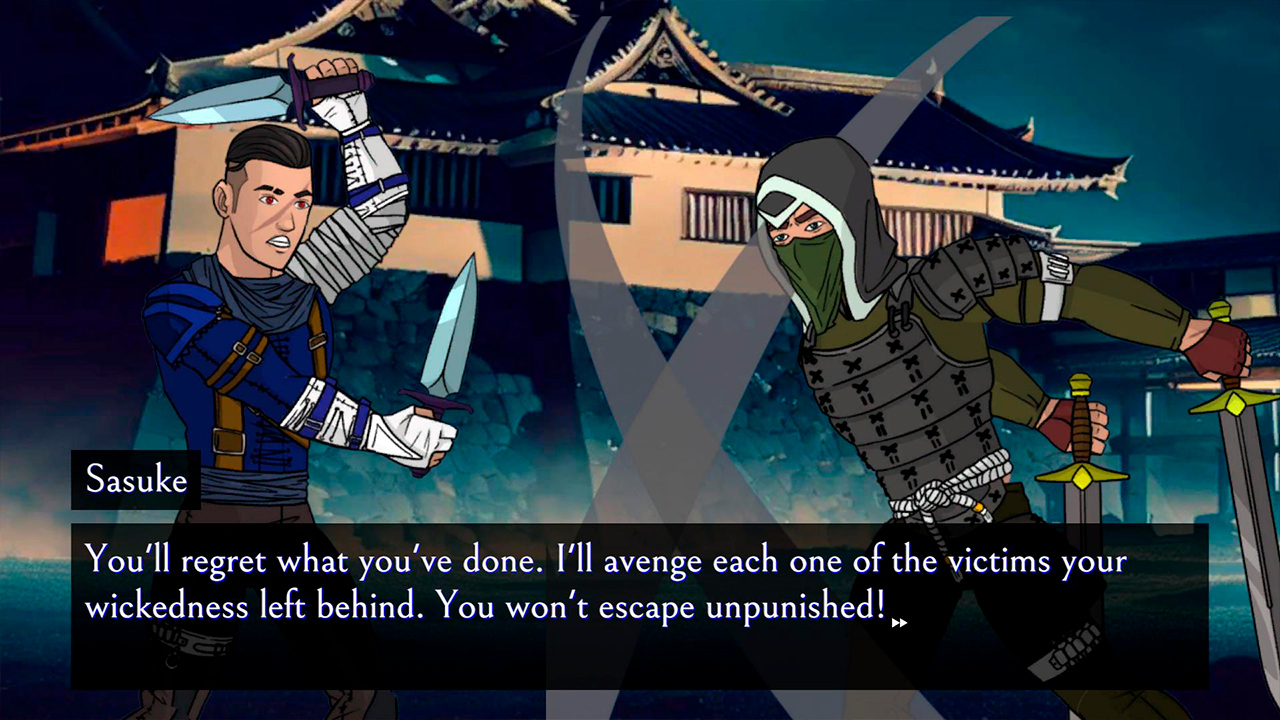 Sasuke
You'll regret what you've done. I'll avenge each one of the victims your
wickedness left behind. You won't escape unpunished!